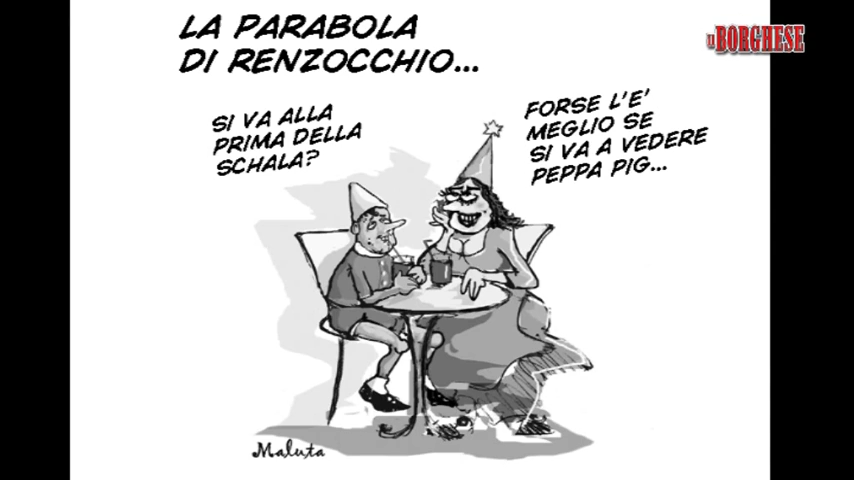 LA PARABOLA
DI RENZOCCHIO...
IL BORGHESE
SI VA ALLA
PRIMA DELLA
SCHALA?
FORSE L'E'
MEGLIO SE
SI VA A VEDERE
PEPPA PIG...
Maluta